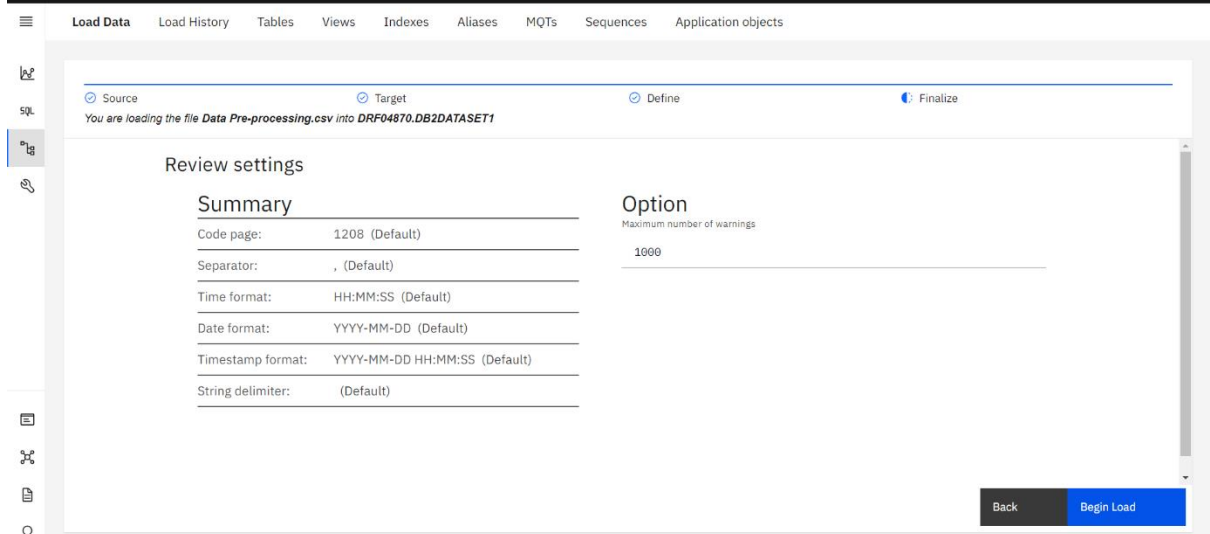 Load Data Load History Tables Views Indexes Aliases MQTs Sequences Application objects
SQL
Source Target Define Finalize
You are loading the file Data Pre-processing.csv into DRF04870.DB2DATASET1
Review settings
Summary
Code page: 1208 (Default)
Separator: , (Default)
Time format: HH:MM:SS (Default)
Date format: YYYY-MM-DD (Default)
Timestamp format: YYYY-MM-DD HH:MM:SS (Default)
String delimiter: (Default)
Option
Maximum number of warnings
1000
Back Begin Load